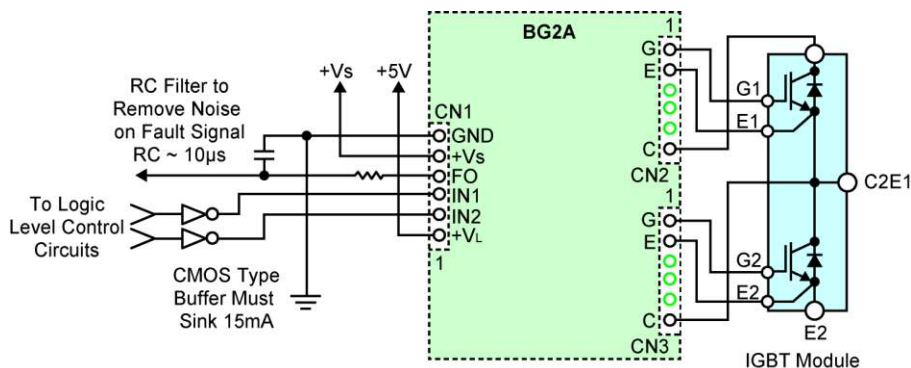 BG2A
+Vs
+5V
RC Filter to
Remove Noise
on Fault Signal
RC ~ 10µs
CN1
GND
+Vs
FO
IN1
IN2
+VL
1
To Logic
Level Control
Circuits
CMOS Type
Buffer Must
Sink 15mA
1
G
E
C
CN2
1
G
E
C
CN3
G1
E1
C2E1
G2
E2
E2
IGBT Module